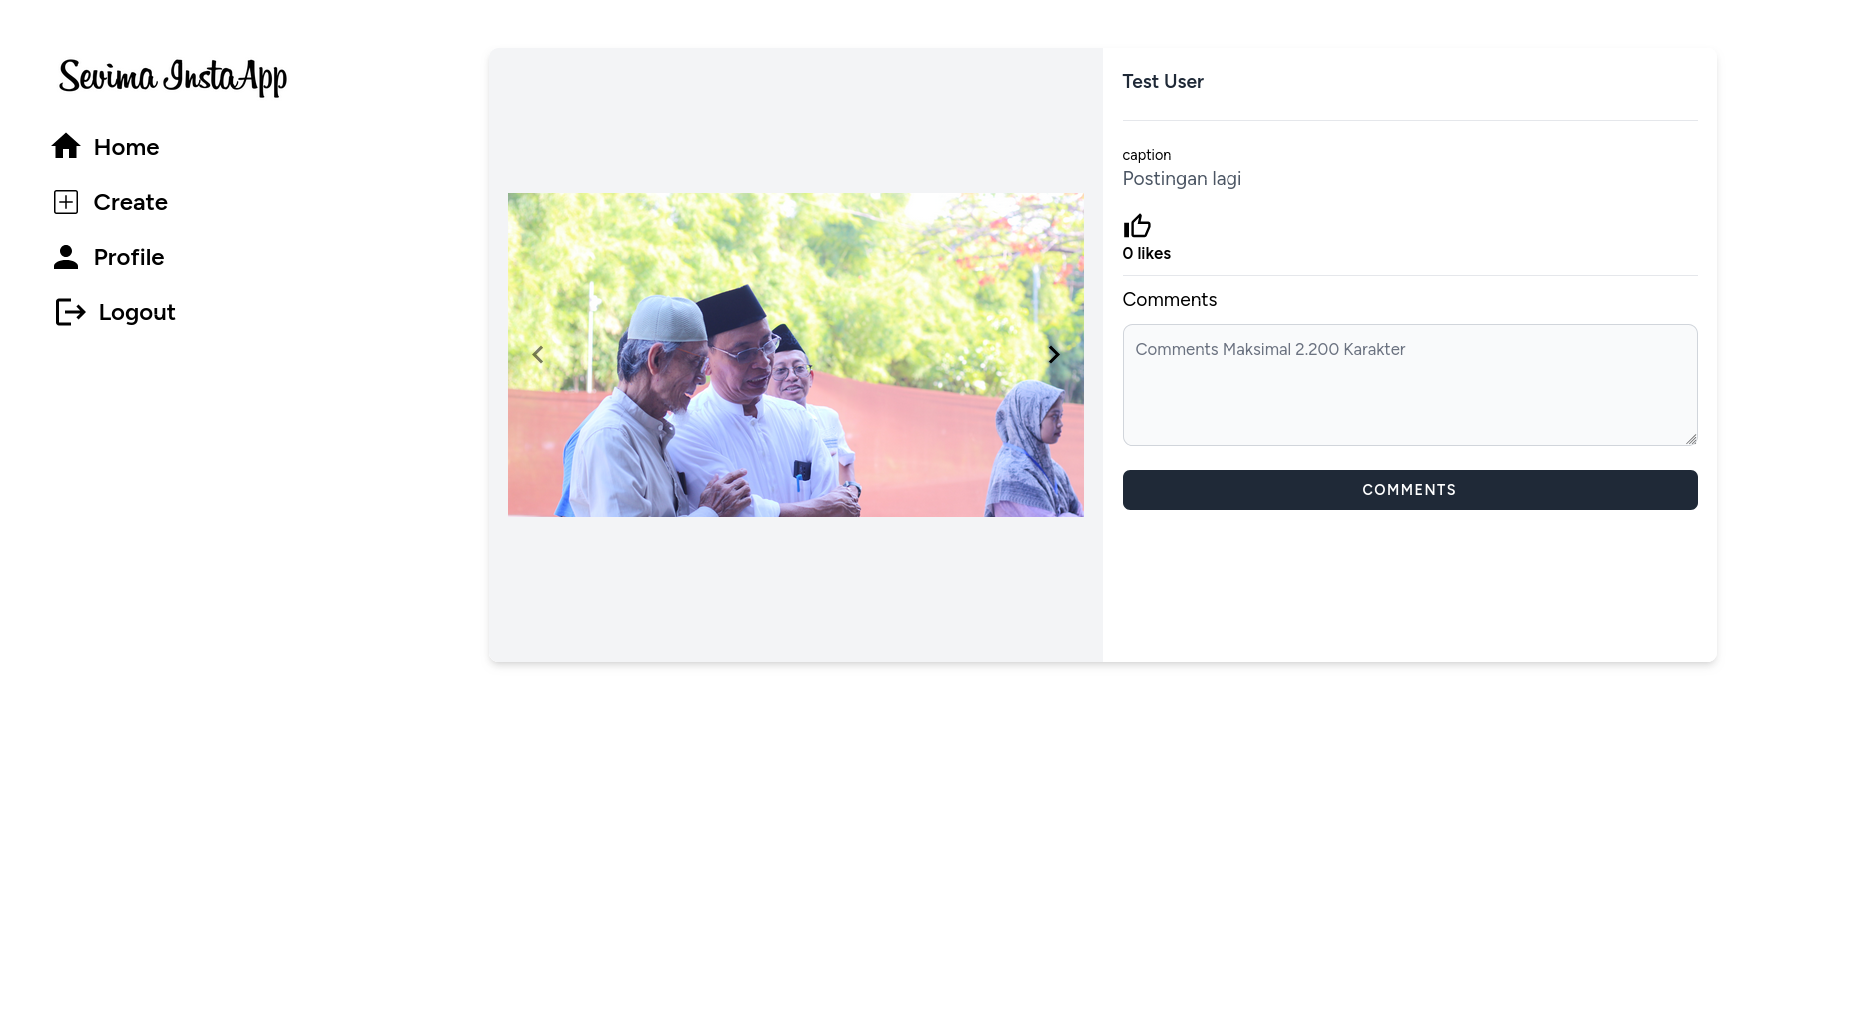 Sevima InstaApp
Home
Create
Profile
Logout
Test User
caption
Postingan lagi
0 likes
Comments
Comments Maksimal 2.200 Karakter
COMMENTS